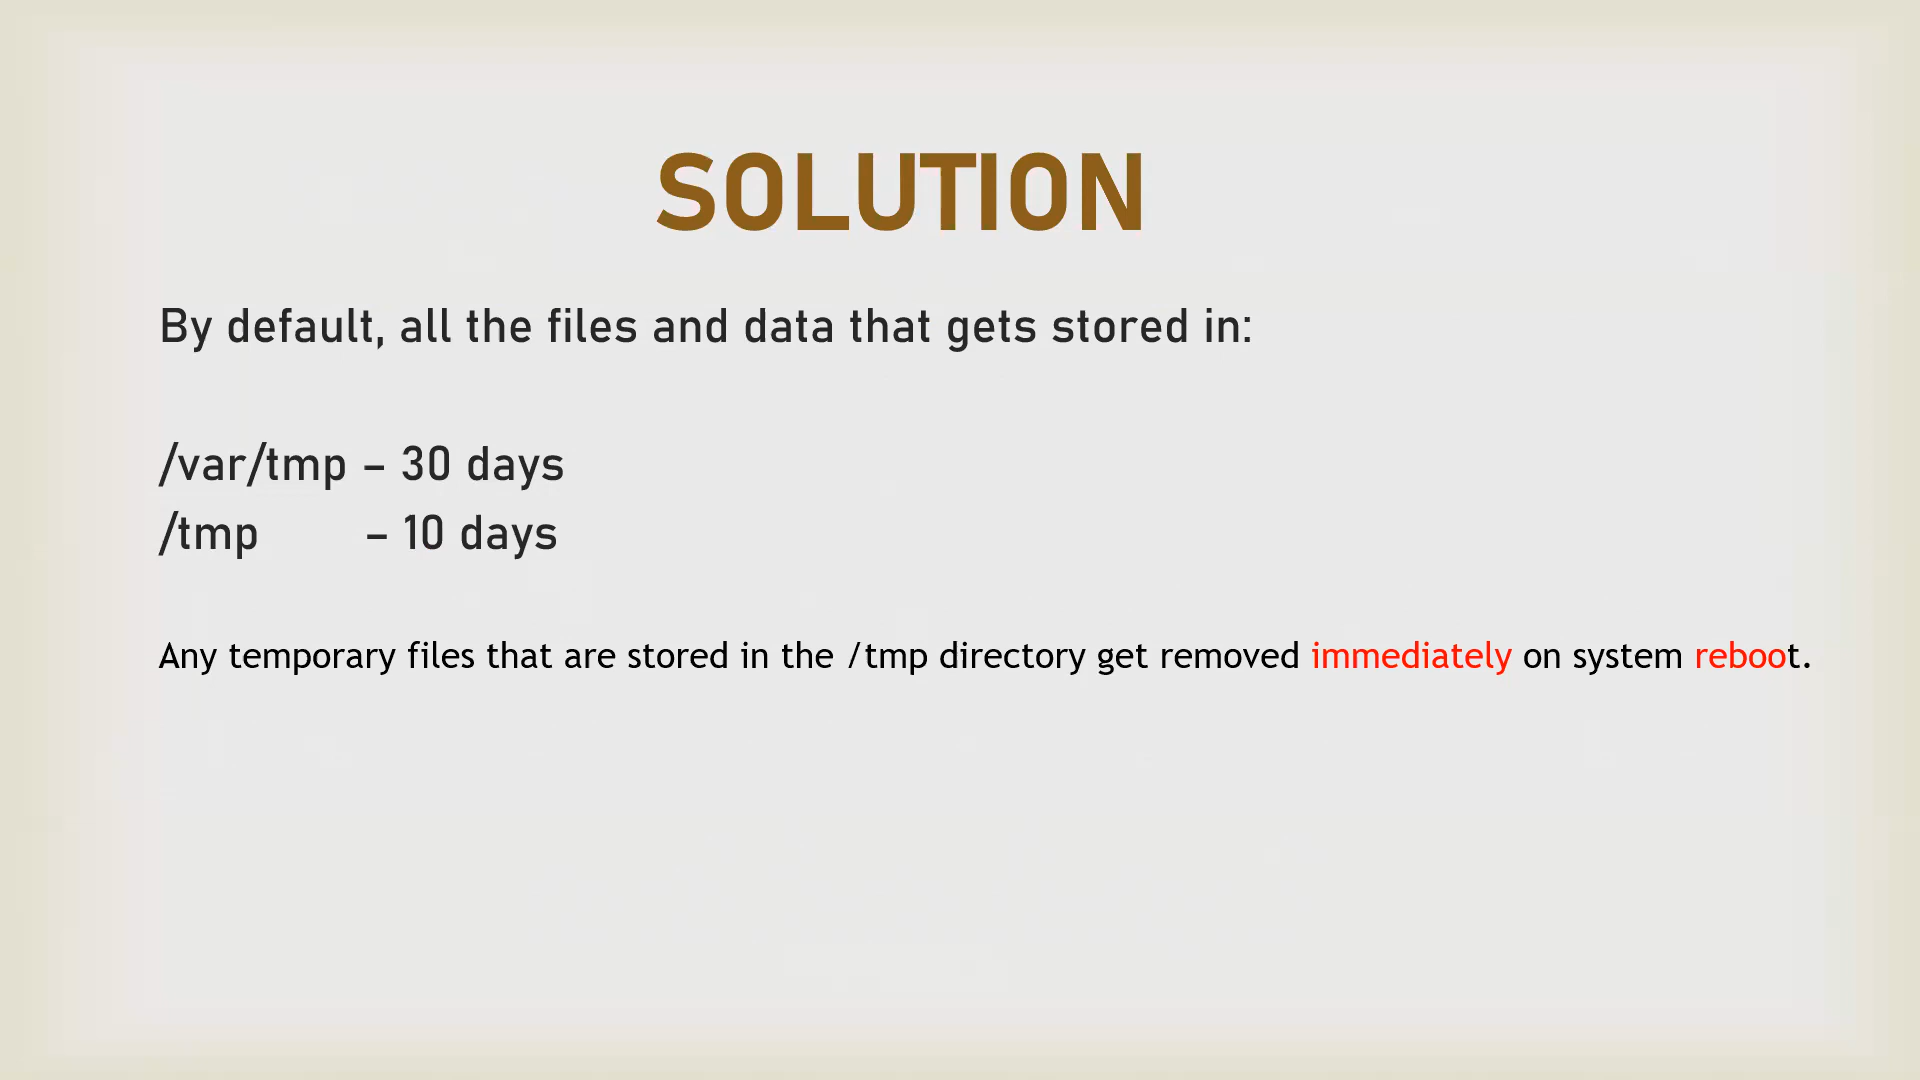 SOLUTION
By default, all the files and data that gets stored in:
/var/tmp – 30 days
/tmp – 10 days
Any temporary files that are stored in the /tmp directory get removed immediately on system reboot.